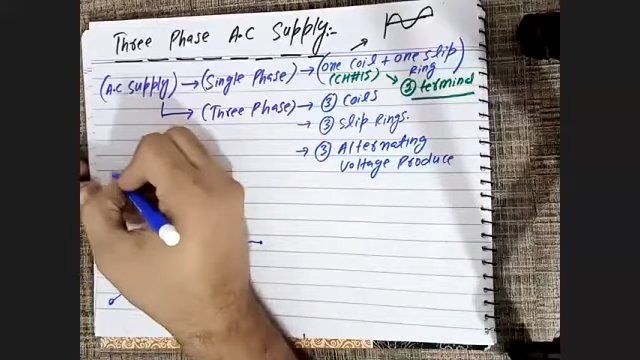 Three Phase A.C Supply:-
(A.C Supply) → (Single Phase) → (one coil + one slip Ring)
(CH#15) → ③ terminal
→ (Three Phase) → ③ Coils
→ ③ Slip Rings.
→ ③ Alternating
Voltage Produce